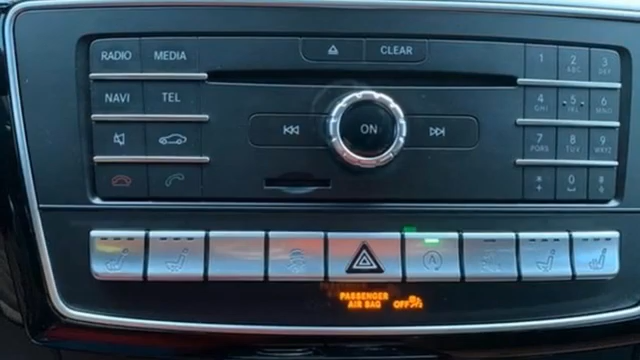 RADIO MEDIA CLEAR 1 2 ABC 3 DEF
NAVI TEL 4 GHI 5 JKL 6 MNO
ON
7 PQRS 8 TUV 9 WXYZ
* 0 #
A
PASSENGER
AIR BAG OFF